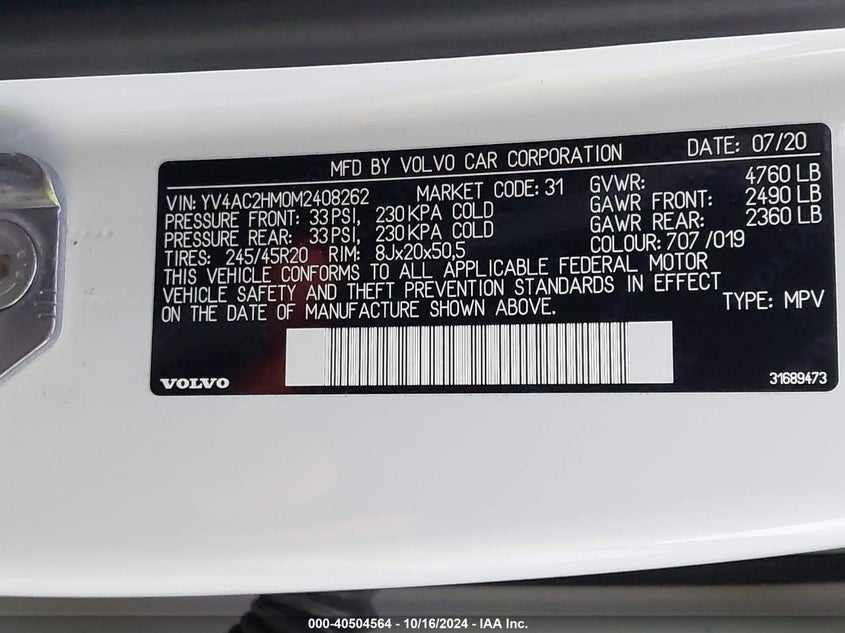 MFD BY VOLVO CAR CORPORATION DATE: 07/20
VIN: YV4AC2HM0M2408262 MARKET CODE: 31 GVWR: 4760 LB
PRESSURE FRONT: 33 PSI, 230 KPA COLD GAWR FRONT: 2490 LB
PRESSURE REAR: 33 PSI, 230 KPA COLD GAWR REAR: 2360 LB
TIRES: 245/45R20 RIM: 8Jx20x50,5 COLOUR: 707 /019
THIS VEHICLE CONFORMS TO ALL APPLICABLE FEDERAL MOTOR
VEHICLE SAFETY AND THEFT PREVENTION STANDARDS IN EFFECT
ON THE DATE OF MANUFACTURE SHOWN ABOVE. TYPE: MPV
VOLVO 31689473
000-40504564 - 10/16/2024 - IAA Inc.